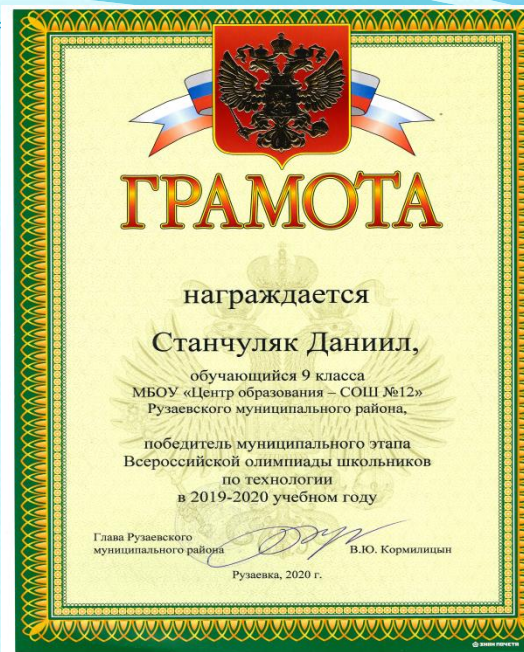 ГРАМОТА
награждается
Станчуляк Даниил,
обучающийся 9 класса
МБОУ «Центр образования – СОШ №12»
Рузаевского муниципального района,
победитель муниципального этапа
Всероссийской олимпиады школьников
по технологии
в 2019-2020 учебном году
Глава Рузаевского
муниципального района В.Ю. Кормилицын
Рузаевка, 2020 г.